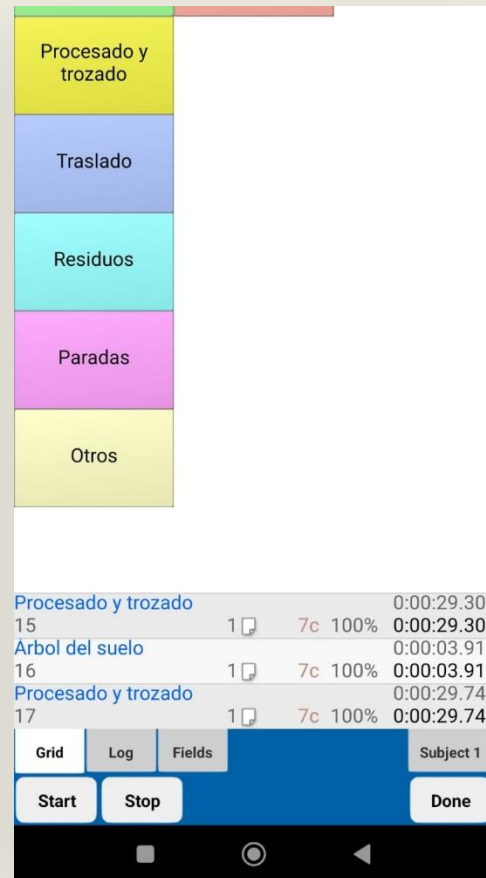 Procesado y
trozado
Traslado
Residuos
Paradas
Otros
Procesado y trozado 0:00:29.30
15 1 7c 100% 0:00:29.30
Árbol del suelo 0:00:03.91
16 1 7c 100% 0:00:03.91
Procesado y trozado 0:00:29.74
17 1 7c 100% 0:00:29.74
Grid Log Fields Subject 1
Start Stop Done